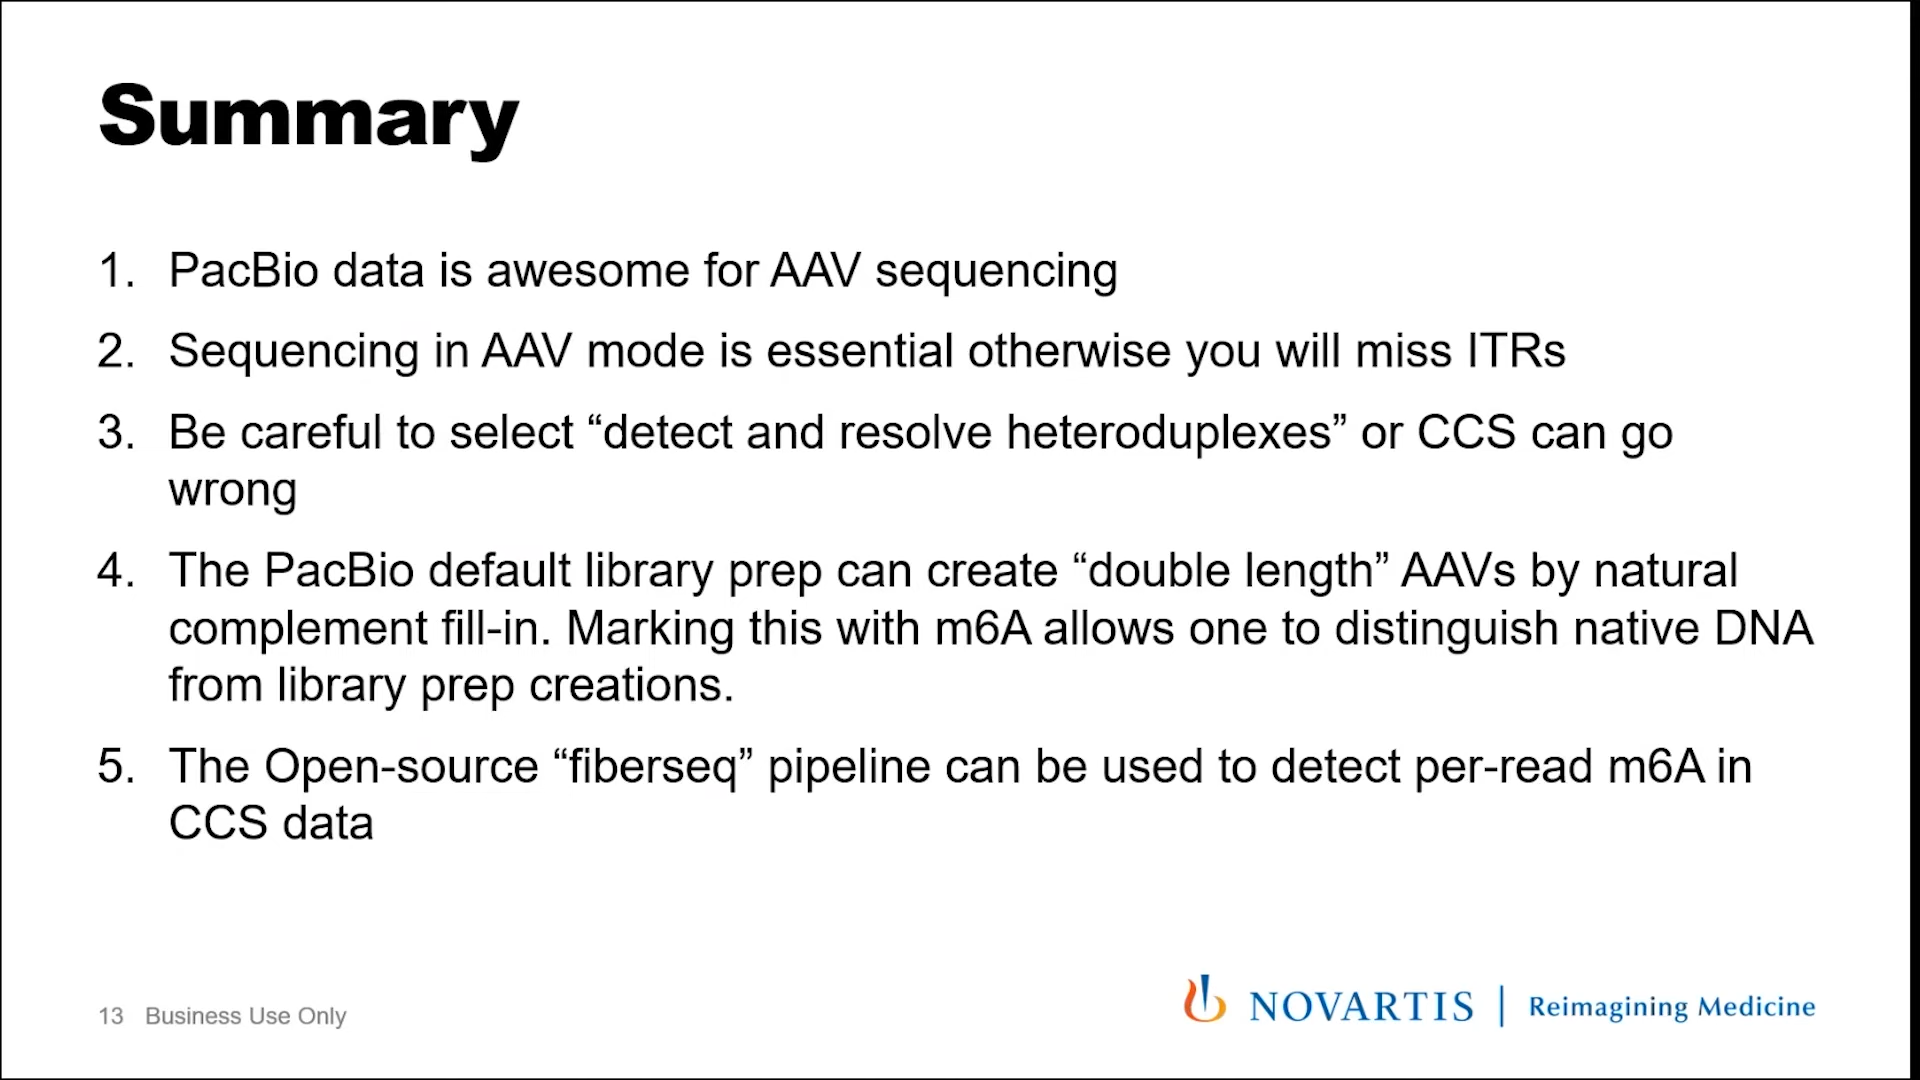 Summary
1. PacBio data is awesome for AAV sequencing
2. Sequencing in AAV mode is essential otherwise you will miss ITRs
3. Be careful to select “detect and resolve heteroduplexes” or CCS can go
wrong
4. The PacBio default library prep can create “double length” AAVs by natural
complement fill-in. Marking this with m6A allows one to distinguish native DNA
from library prep creations.
5. The Open-source “fiberseq” pipeline can be used to detect per-read m6A in
CCS data
13 Business Use Only
NOVARTIS | Reimagining Medicine